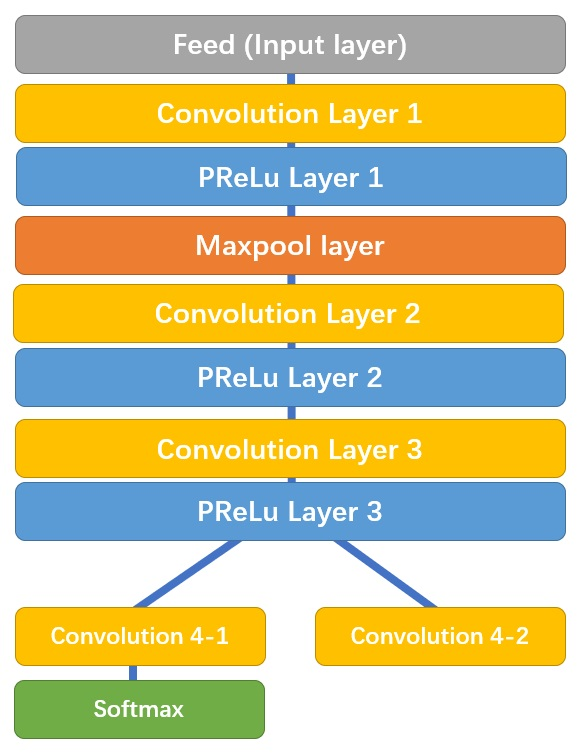 Feed (Input layer)
Convolution Layer 1
PReLu Layer 1
Maxpool layer
Convolution Layer 2
PReLu Layer 2
Convolution Layer 3
PReLu Layer 3
Convolution 4-1
Convolution 4-2
Softmax